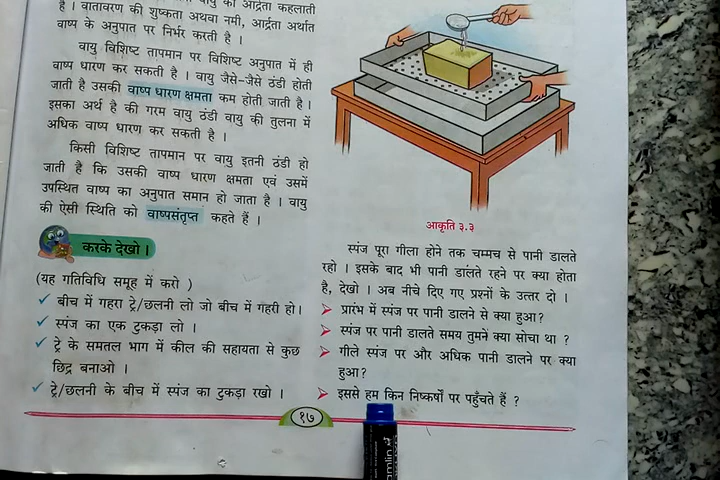 वायु की आर्द्रता कहलाती
है । वातावरण की शुष्कता अथवा नमी, आर्द्रता अर्थात
वाष्प के अनुपात पर निर्भर करती है ।
वायु विशिष्ट तापमान पर विशिष्ट अनुपात में ही
वाष्प धारण कर सकती है । वायु जैसे-जैसे ठंडी होती
जाती है उसकी वाष्प धारण क्षमता कम होती जाती है ।
इसका अर्थ है की गरम वायु ठंडी वायु की तुलना में
अधिक वाष्प धारण कर सकती है ।
किसी विशिष्ट तापमान पर वायु इतनी ठंडी हो
जाती है कि उसकी वाष्प धारण क्षमता एवं उसमें
उपस्थित वाष्प का अनुपात समान हो जाता है । वायु
की ऐसी स्थिति को वाष्पसंतृप्त कहते हैं ।
करके देखो ।
(यह गतिविधि समूह में करो )
बीच में गहरा ट्रे/छलनी लो जो बीच में गहरी हो।
स्पंज का एक टुकड़ा लो ।
ट्रे के समतल भाग में कील की सहायता से कुछ
छिद्र बनाओ ।
ट्रे/छलनी के बीच में स्पंज का टुकड़ा रखो ।
आकृति ३.३
स्पंज पूरा गीला होने तक चम्मच से पानी डालते
रहो । इसके बाद भी पानी डालते रहने पर क्या होता
है, देखो । अब नीचे दिए गए प्रश्नों के उत्तर दो ।
प्रारंभ में स्पंज पर पानी डालने से क्या हुआ?
स्पंज पर पानी डालते समय तुमने क्या सोचा था ?
गीले स्पंज पर और अधिक पानी डालने पर क्या
हुआ?
इससे हम किन निष्कर्षों पर पहुँचते हैं ?
१७
amlin